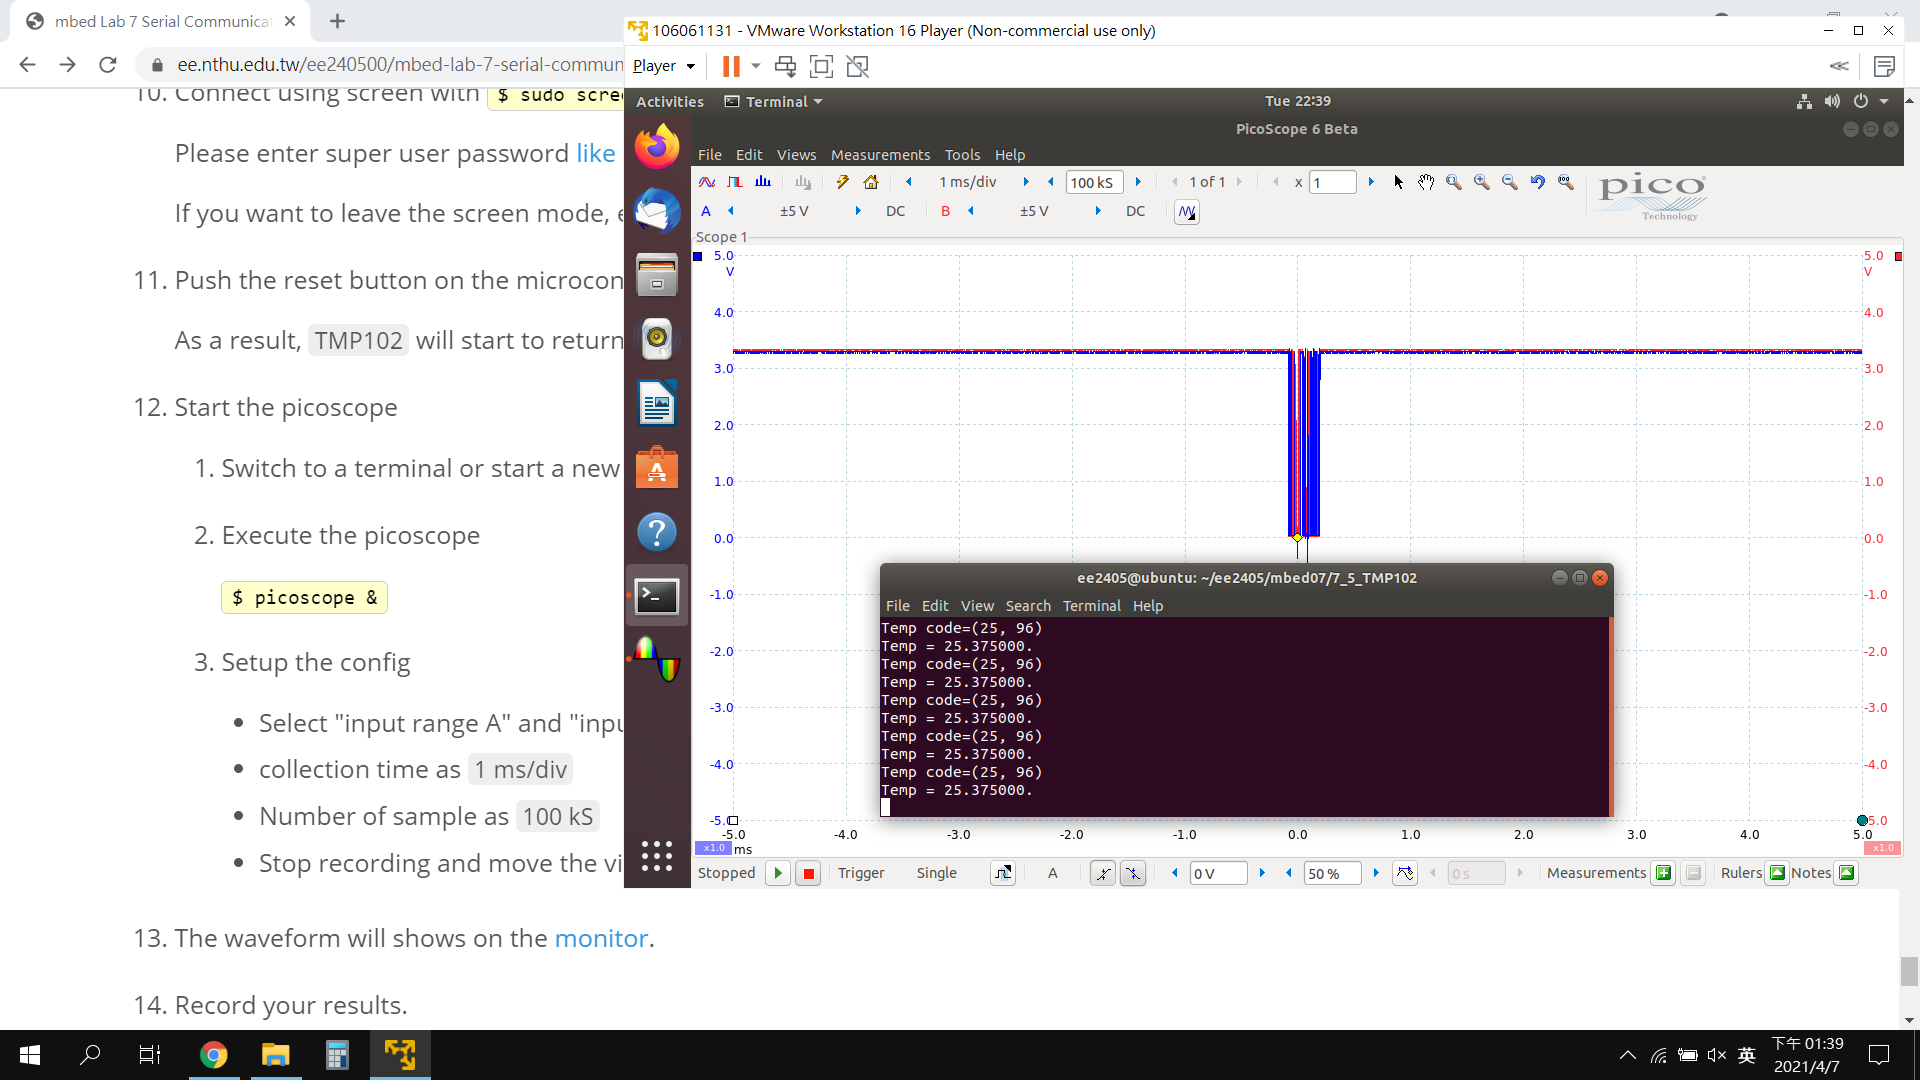 mbed Lab 7 Serial Communica
106061131 - VMware Workstation 16 Player (Non-commercial use only)
ee.nthu.edu.tw/ee240500/mbed-lab-7-serial-commun
Player
10. Connect using screen with $ sudo scre
Please enter super user password like
If you want to leave the screen mode, e
11. Push the reset button on the microcon
As a result, TMP102 will start to return
12. Start the picoscope
1. Switch to a terminal or start a new
2. Execute the picoscope
$ picoscope &
3. Setup the config
• Select "input range A" and "inpu
• collection time as 1 ms/div
• Number of sample as 100 kS
• Stop recording and move the vi
13. The waveform will shows on the monitor.
14. Record your results.
Activities Terminal Tue 22:39
PicoScope 6 Beta
File Edit Views Measurements Tools Help
1 ms/div 100 kS 1 of 1 x 1
pico
Technology
A ±5 V DC B ±5 V DC
Scope 1
5.0 5.0
V V
4.0 4.0
3.0 3.0
2.0 2.0
1.0 1.0
0.0 0.0
-1.0 -1.0
-2.0 -2.0
-3.0 -3.0
-4.0 -4.0
-5.0 5.0
-5.0 -4.0 -3.0 -2.0 -1.0 0.0 1.0 2.0 3.0 4.0 5.0
x1.0 ms x1.0
ee2405@ubuntu: ~/ee2405/mbed07/7_5_TMP102
File Edit View Search Terminal Help
Temp code=(25, 96)
Temp = 25.375000.
Temp code=(25, 96)
Temp = 25.375000.
Temp code=(25, 96)
Temp = 25.375000.
Temp code=(25, 96)
Temp = 25.375000.
Temp code=(25, 96)
Temp = 25.375000.
Stopped Trigger Single A 0 V 50 % 0 s Measurements Rulers Notes
英
下午 01:39
2021/4/7